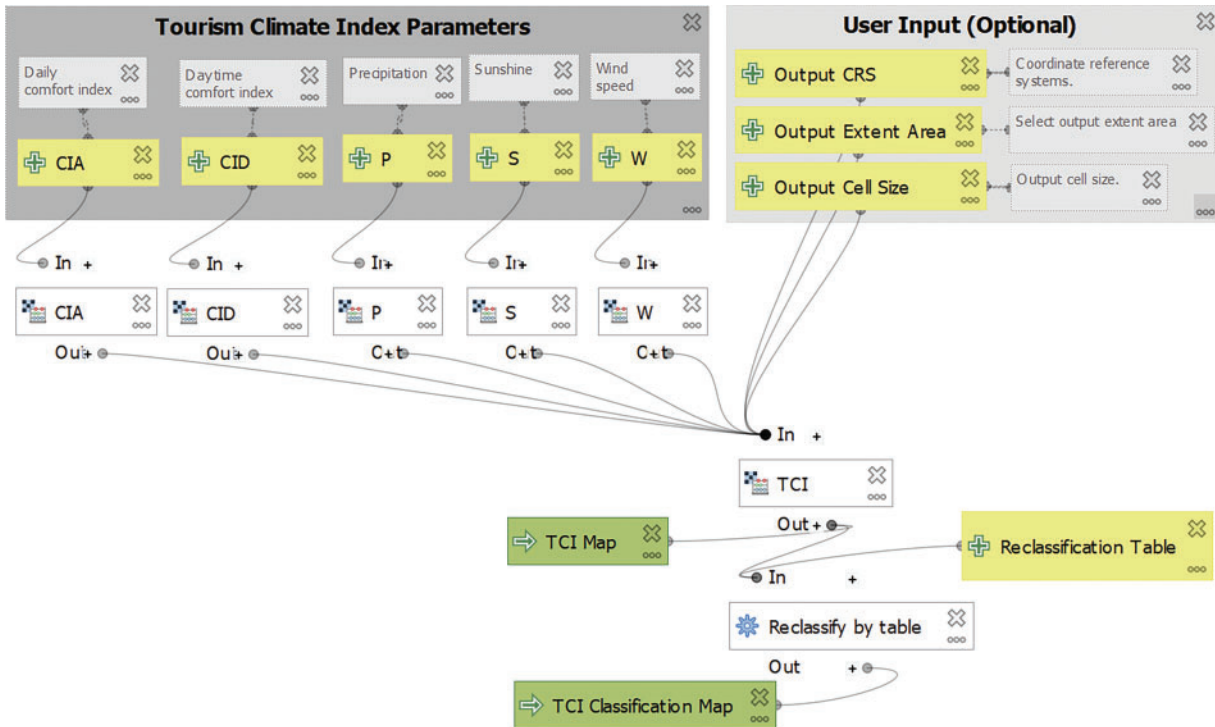 Tourism Climate Index Parameters
User Input (Optional)
Daily
comfort index
Daytime
comfort index
Precipitation
Sunshine
Wind
speed
CIA
CID
P
S
W
Output CRS
Coordinate reference
systems.
Output Extent Area
Select output extent area
Output Cell Size
Output cell size.
In +
In +
In+
In+
In+
CIA
CID
P
S
W
Out+
Out+
In +
TCI
Out +
TCI Map
Reclassification Table
In +
Reclassify by table
Out +
TCI Classification Map